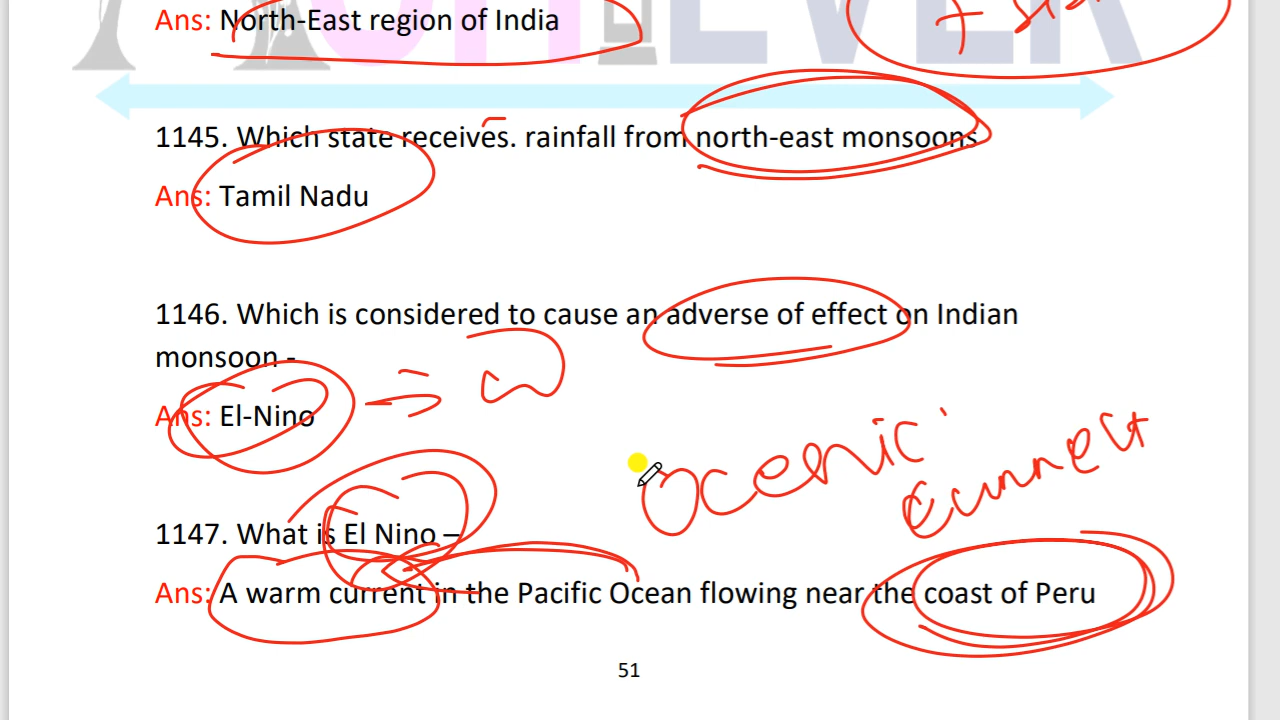 Ans: North-East region of India
1145. Which state receives. rainfall from north-east monsoons
Ans: Tamil Nadu
1146. Which is considered to cause an adverse of effect on Indian
monsoon -
Ans: El-Nino
Ocenic
1147. What is El Nino –
Ans: A warm current in the Pacific Ocean flowing near the coast of Peru
51